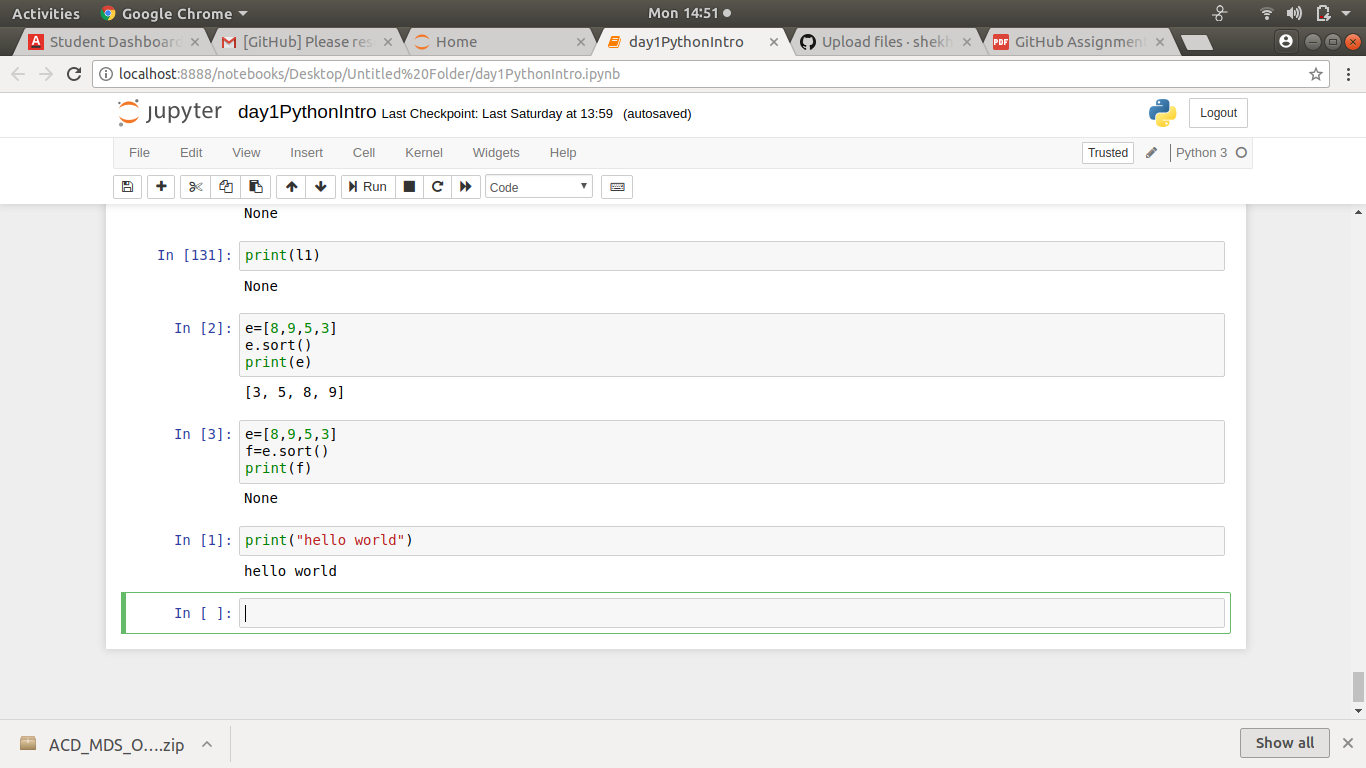 Activities Google Chrome Mon 14:51
Student Dashboard [GitHub] Please res Home day1PythonIntro Upload files · shekh GitHub Assignment
localhost:8888/notebooks/Desktop/Untitled%20Folder/day1PythonIntro.ipynb
jupyter day1PythonIntro Last Checkpoint: Last Saturday at 13:59 (autosaved) Logout
File Edit View Insert Cell Kernel Widgets Help Trusted Python 3
Run Code
None
In [131]: print(l1)
None
In [2]: e=[8,9,5,3]
e.sort()
print(e)
[3, 5, 8, 9]
In [3]: e=[8,9,5,3]
f=e.sort()
print(f)
None
In [1]: print("hello world")
hello world
In [ ]:
ACD_MDS_O....zip Show all